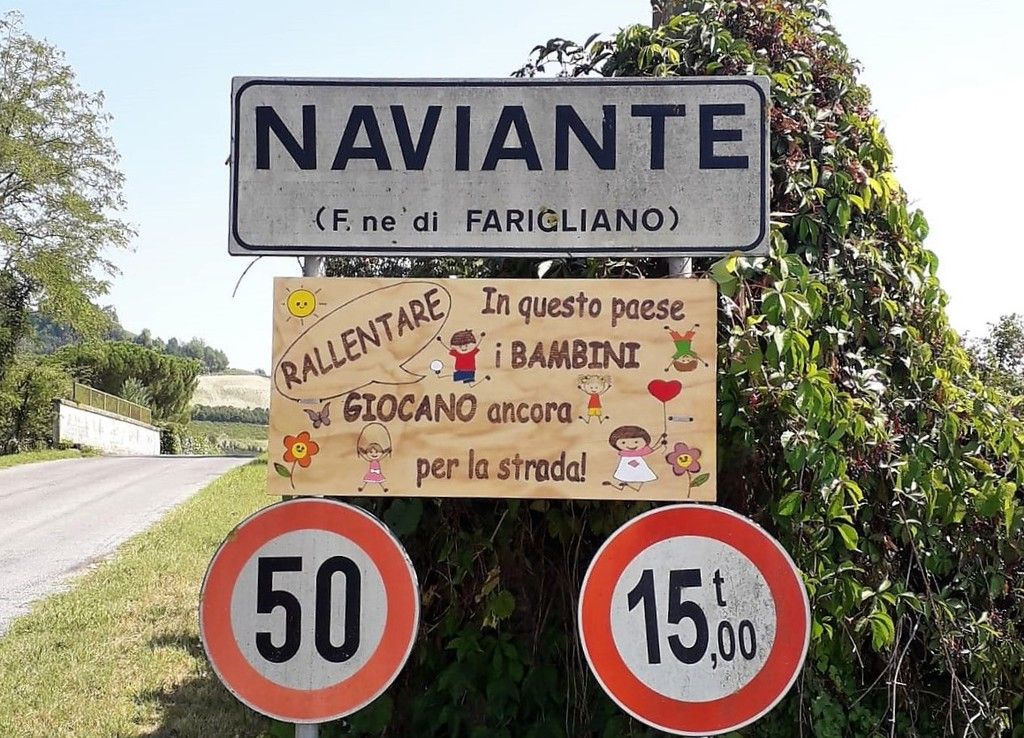 NAVIANTE
(F. ne di FARIGLIANO)
RALLENTARE
In questo paese
i BAMBINI
GIOCANO ancora
per la strada!
50
15,00 t